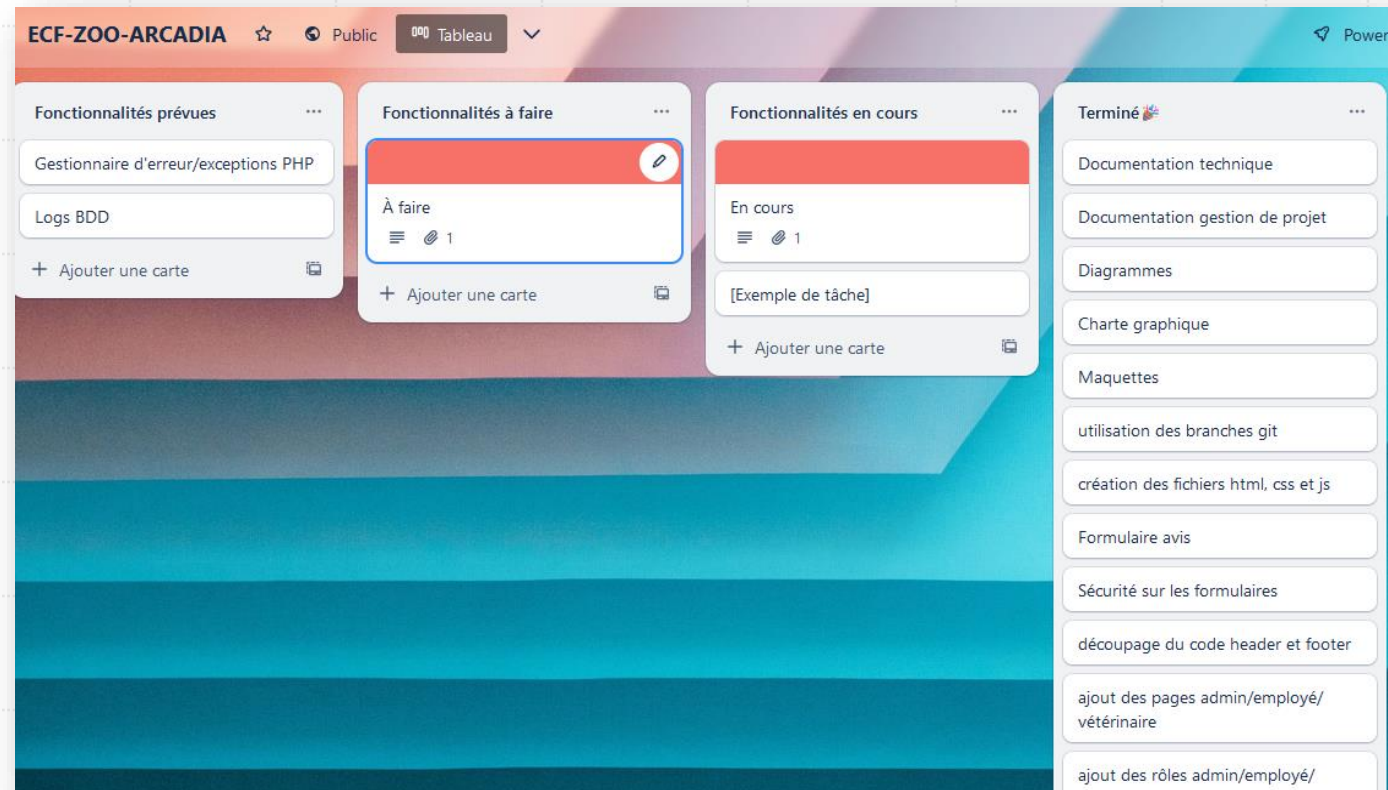 ECF-ZOO-ARCADIA Public Tableau Power
Fonctionnalités prévues
Gestionnaire d'erreur/exceptions PHP
Logs BDD
+ Ajouter une carte
Fonctionnalités à faire
À faire
1
+ Ajouter une carte
Fonctionnalités en cours
En cours
1
[Exemple de tâche]
+ Ajouter une carte
Terminé🎉
Documentation technique
Documentation gestion de projet
Diagrammes
Charte graphique
Maquettes
utilisation des branches git
création des fichiers html, css et js
Formulaire avis
Sécurité sur les formulaires
découpage du code header et footer
ajout des pages admin/employé/
vétérinaire
ajout des rôles admin/employé/